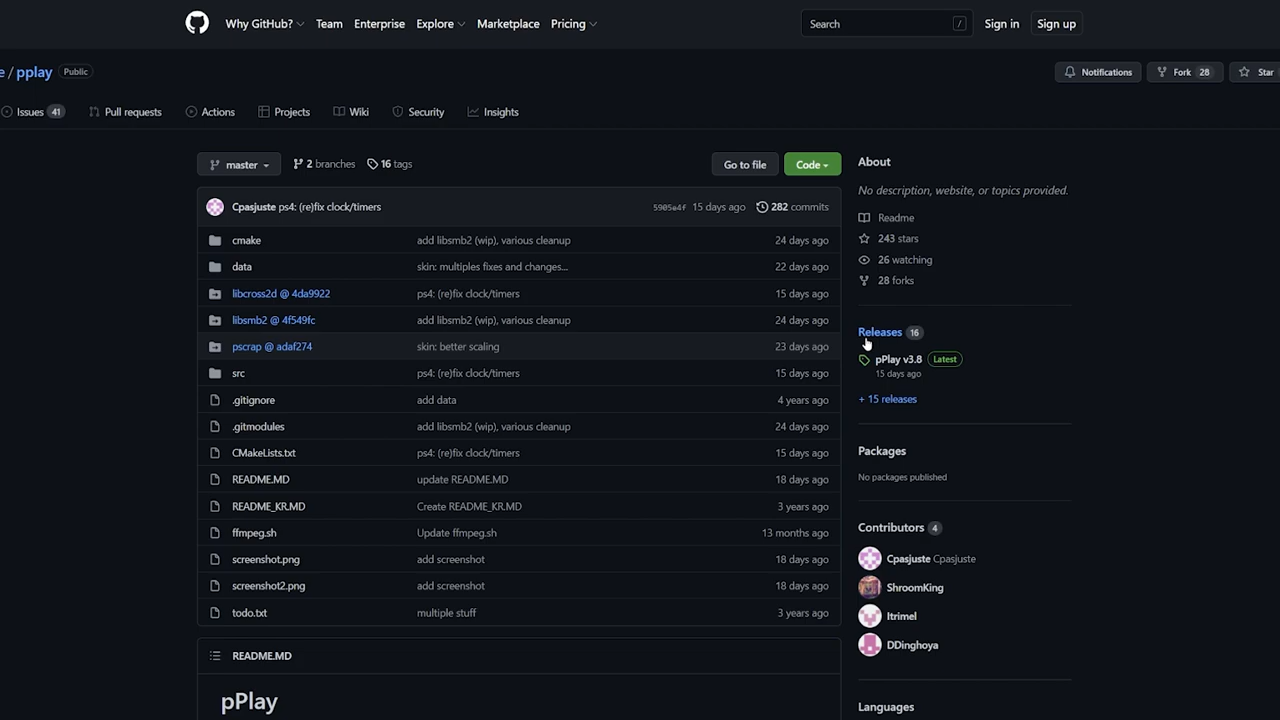 Why GitHub? Team Enterprise Explore Marketplace Pricing Search / Sign in Sign up
e / pplay Public Notifications Fork 28 Star
Issues 41 Pull requests Actions Projects Wiki Security Insights
master 2 branches 16 tags Go to file Code
Cpasjuste ps4: (re)fix clock/timers 5905e4f 15 days ago 282 commits
cmake add libsmb2 (wip), various cleanup 24 days ago
data skin: multiples fixes and changes... 22 days ago
libcross2d @ 4da9922 ps4: (re)fix clock/timers 15 days ago
libsmb2 @ 4f549fc add libsmb2 (wip), various cleanup 24 days ago
pscrap @ adaf274 skin: better scaling 23 days ago
src ps4: (re)fix clock/timers 15 days ago
.gitignore add data 4 years ago
.gitmodules add libsmb2 (wip), various cleanup 24 days ago
CMakeLists.txt ps4: (re)fix clock/timers 15 days ago
README.MD update README.MD 18 days ago
README_KR.MD Create README_KR.MD 3 years ago
ffmpeg.sh Update ffmpeg.sh 13 months ago
screenshot.png add screenshot 18 days ago
screenshot2.png add screenshot 18 days ago
todo.txt multiple stuff 3 years ago
README.MD
pPlay
About
No description, website, or topics provided.
Readme
243 stars
26 watching
28 forks
Releases 16
pPlay v3.8 Latest
15 days ago
+ 15 releases
Packages
No packages published
Contributors 4
Cpasjuste Cpasjuste
ShroomKing
Itrimel
DDinghoya
Languages